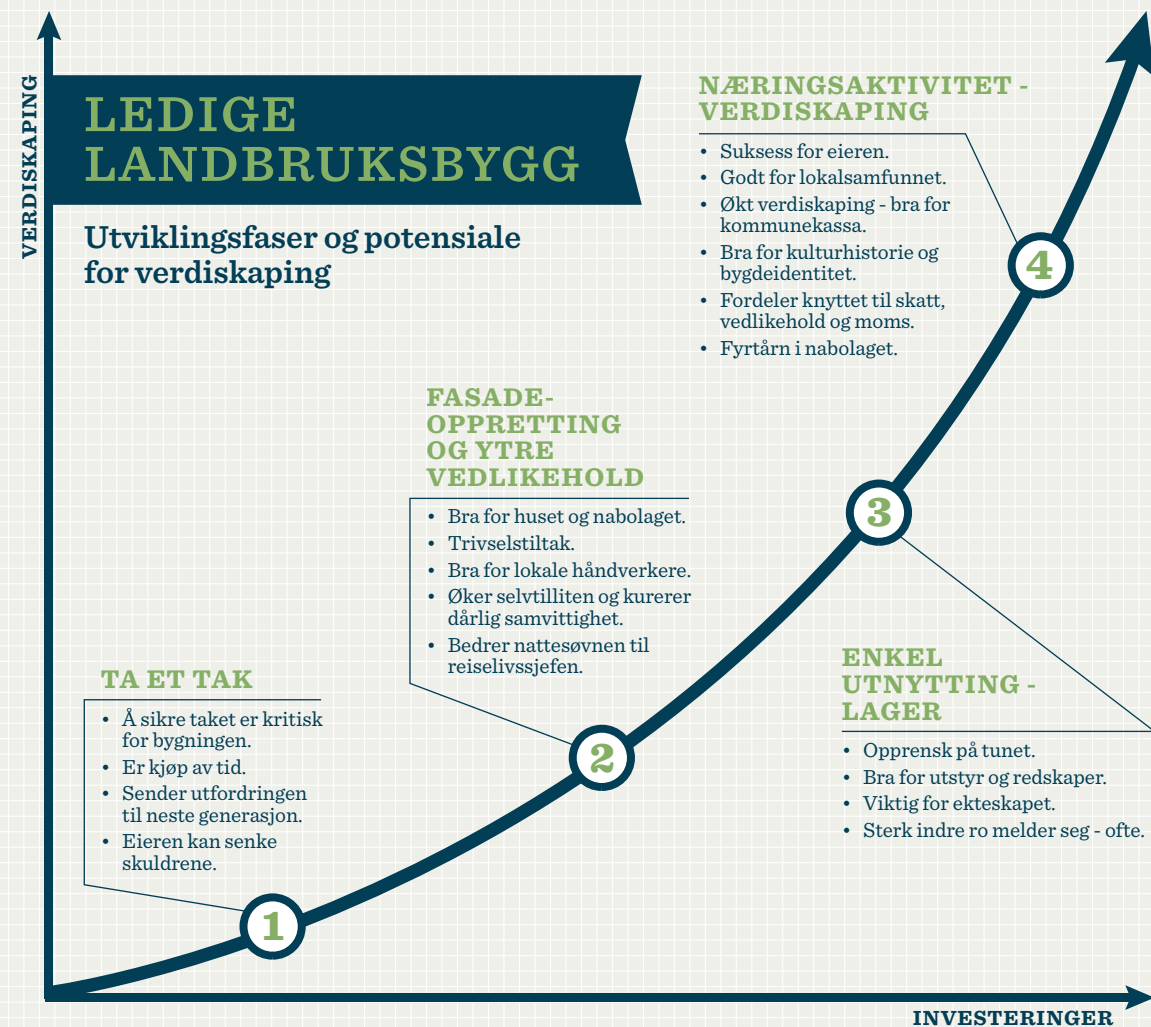 VERDISKAPING
LEDIGE
LANDBRUKSBYGG
Utviklingsfaser og potensiale
for verdiskaping
NÆRINGSAKTIVITET -
VERDISKAPING
• Suksess for eieren.
• Godt for lokalsamfunnet.
• Økt verdiskaping - bra for
kommunekassa.
• Bra for kulturhistorie og
bygdeidentitet.
• Fordeler knyttet til skatt,
vedlikehold og moms.
• Fyrtårn i nabolaget.
4
FASADE-
OPPRETTING
OG YTRE
VEDLIKEHOLD
• Bra for huset og nabolaget.
• Trivselstiltak.
• Bra for lokale håndverkere.
• Øker selvtilliten og kurerer
dårlig samvittighet.
• Bedrer nattesøvnen til
reiselivssjefen.
3
ENKEL
UTNYTTING -
LAGER
• Opprensk på tunet.
• Bra for utstyr og redskaper.
• Viktig for ekteskapet.
• Sterk indre ro melder seg - ofte.
2
TA ET TAK
• Å sikre taket er kritisk
for bygningen.
• Er kjøp av tid.
• Sender utfordringen
til neste generasjon.
• Eieren kan senke
skuldrene.
1
INVESTERINGER